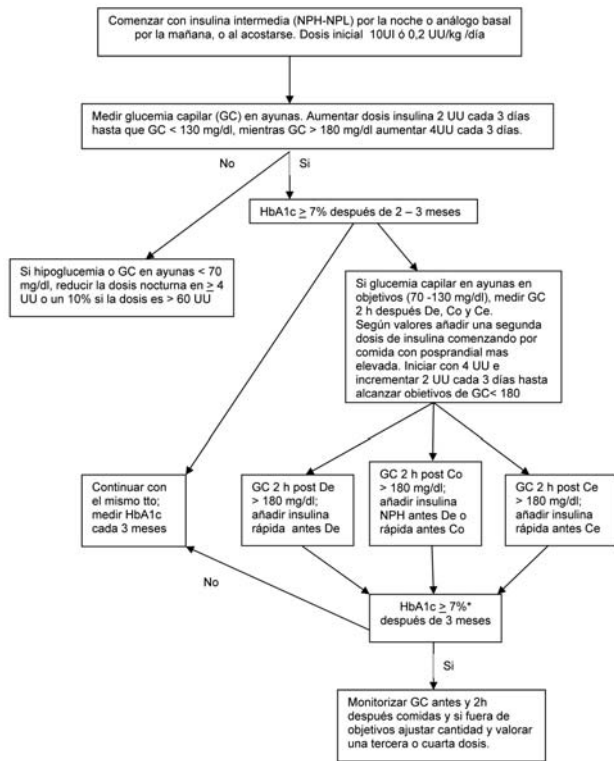 Comenzar con insulina intermedia (NPH-NPL) por la noche o análogo basal
por la mañana, o al acostarse. Dosis inicial 10UI ó 0,2 UU/kg /día
Medir glucemia capilar (GC) en ayunas. Aumentar dosis insulina 2 UU cada 3 días
hasta que GC < 130 mg/dl, mientras GC > 180 mg/dl aumentar 4UU cada 3 días.
No
Si
HbA1c ≥ 7% después de 2 – 3 meses
Si hipoglucemia o GC en ayunas < 70
mg/dl, reducir la dosis nocturna en ≥ 4
UU o un 10% si la dosis es > 60 UU
Si glucemia capilar en ayunas en
objetivos (70 -130 mg/dl), medir GC
2 h después De, Co y Ce.
Según valores añadir una segunda
dosis de insulina comenzando por
comida con posprandial mas
elevada. Iniciar con 4 UU e
incrementar 2 UU cada 3 días hasta
alcanzar objetivos de GC< 180
Continuar con
el mismo tto;
medir HbA1c
cada 3 meses
GC 2 h post De
> 180 mg/dl;
añadir insulina
rápida antes De
GC 2 h post Co
> 180 mg/dl;
añadir insulina
NPH antes De o
rápida antes Co
GC 2 h post Ce
> 180 mg/dl;
añadir insulina
rápida antes Ce
No
HbA1c ≥ 7%*
después de 3 meses
Si
Monitorizar GC antes y 2h
después comidas y si fuera de
objetivos ajustar cantidad y valorar
una tercera o cuarta dosis.